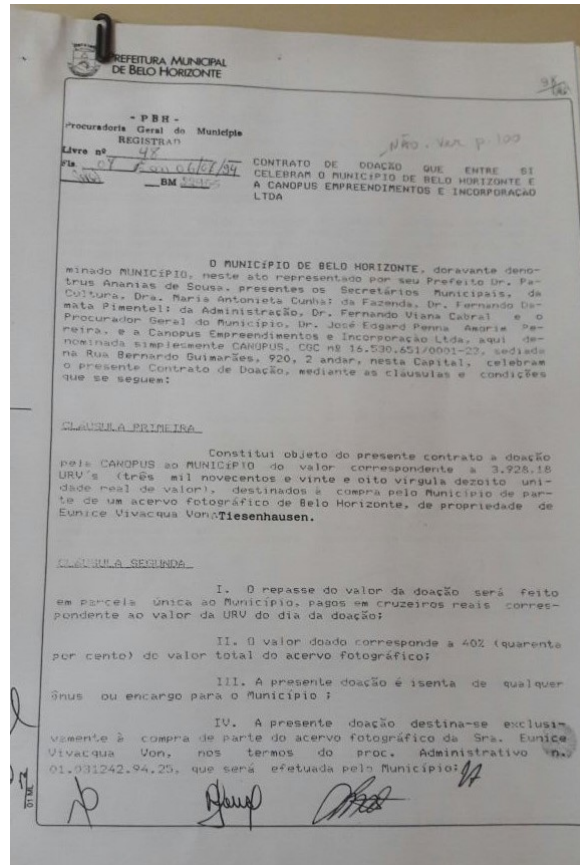 PREFEITURA MUNICIPAL
DE BELO HORIZONTE
98
- PBH -
Procuradoria Geral do Município
REGISTRADO
Livro nº 48
Fls. 07 Em 06/07/94
BM
NÃO. Ver p. 100
CONTRATO DE DOAÇÃO QUE ENTRE SI
CELEBRAM O MUNICÍPIO DE BELO HORIZONTE E
A CANOPUS EMPREENDIMENTOS E INCORPORAÇÃO
LTDA
O MUNICÍPIO DE BELO HORIZONTE, doravante deno-
minado MUNICÍPIO, neste ato representado por seu Prefeito Dr. Pa-
trus Ananias de Sousa, presentes os Secretários Municipais, da
Cultura, Dra. Maria Antonieta Cunha; da Fazenda, Dr. Fernando Da-
mata Pimentel; da Administração, Dr. Fernando Viana Cabral e o
Procurador Geral do Município, Dr. José Edgard Penna Amorim Pe-
reira, e a Canopus Empreendimentos e Incorporação Ltda, aqui de-
nominada simplesmente CANOPUS, CGC nº 16.530.651/0001-23, sediada
na Rua Bernardo Guimarães, 920, 2 andar, nesta Capital, celebram
o presente Contrato de Doação, mediante as cláusulas e condições
que se seguem:
CLÁUSULA PRIMEIRA
Constitui objeto do presente contrato a doação
pela CANOPUS ao MUNICÍPIO do valor correspondente a 3.928,18
URV's (três mil novecentos e vinte e oito vírgula dezoito uni-
dade real de valor), destinados à compra pelo Município de par-
te de um acervo fotográfico de Belo Horizonte, de propriedade de
Eunice Vivacqua Von Tiesenhausen.
CLÁUSULA SEGUNDA
I. O repasse do valor da doação será feito
em parcela única ao Município, pagos em cruzeiros reais corres-
pondente ao valor da URV do dia da doação;
II. O valor doado corresponde a 40% (quarenta
por cento) do valor total do acervo fotográfico;
III. A presente doação é isenta de qualquer
ônus ou encargo para o Município ;
IV. A presente doação destina-se exclusi-
vamente à compra de parte do acervo fotográfico da Sra. Eunice
Vivacqua Von, nos termos do proc. Administrativo n.
01.031242.94.25, que será efetuada pelo Município;
01 ML